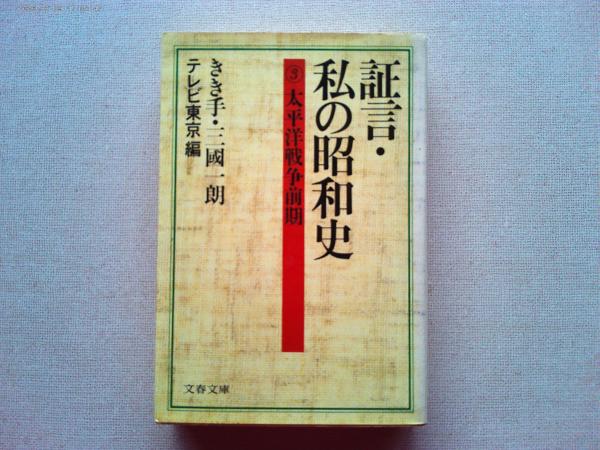 証言・
私の昭和史
③太平洋戦争前期
きき手・三國一朗
テレビ東京編
文春文庫